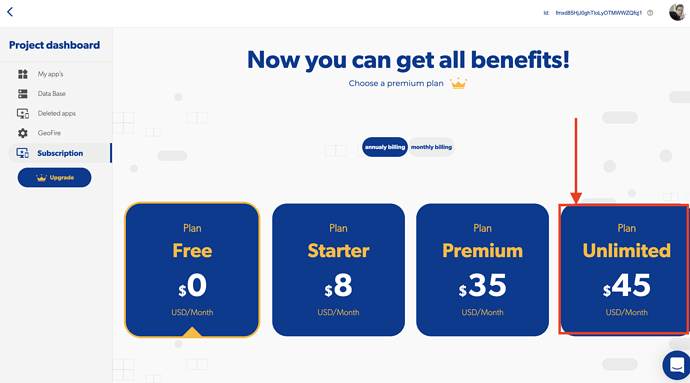 Id: fmxd85HjJ0ghTloLyOTMWWZQfqj1
Project dashboard
My app's
Data Base
Deleted apps
GeoFire
Subscription
Upgrade
Now you can get all benefits!
Choose a premium plan
annualy billing
monthly billing
Plan
Free
$0
USD/Month
Plan
Starter
$8
USD/Month
Plan
Premium
$35
USD/Month
Plan
Unlimited
$45
USD/Month